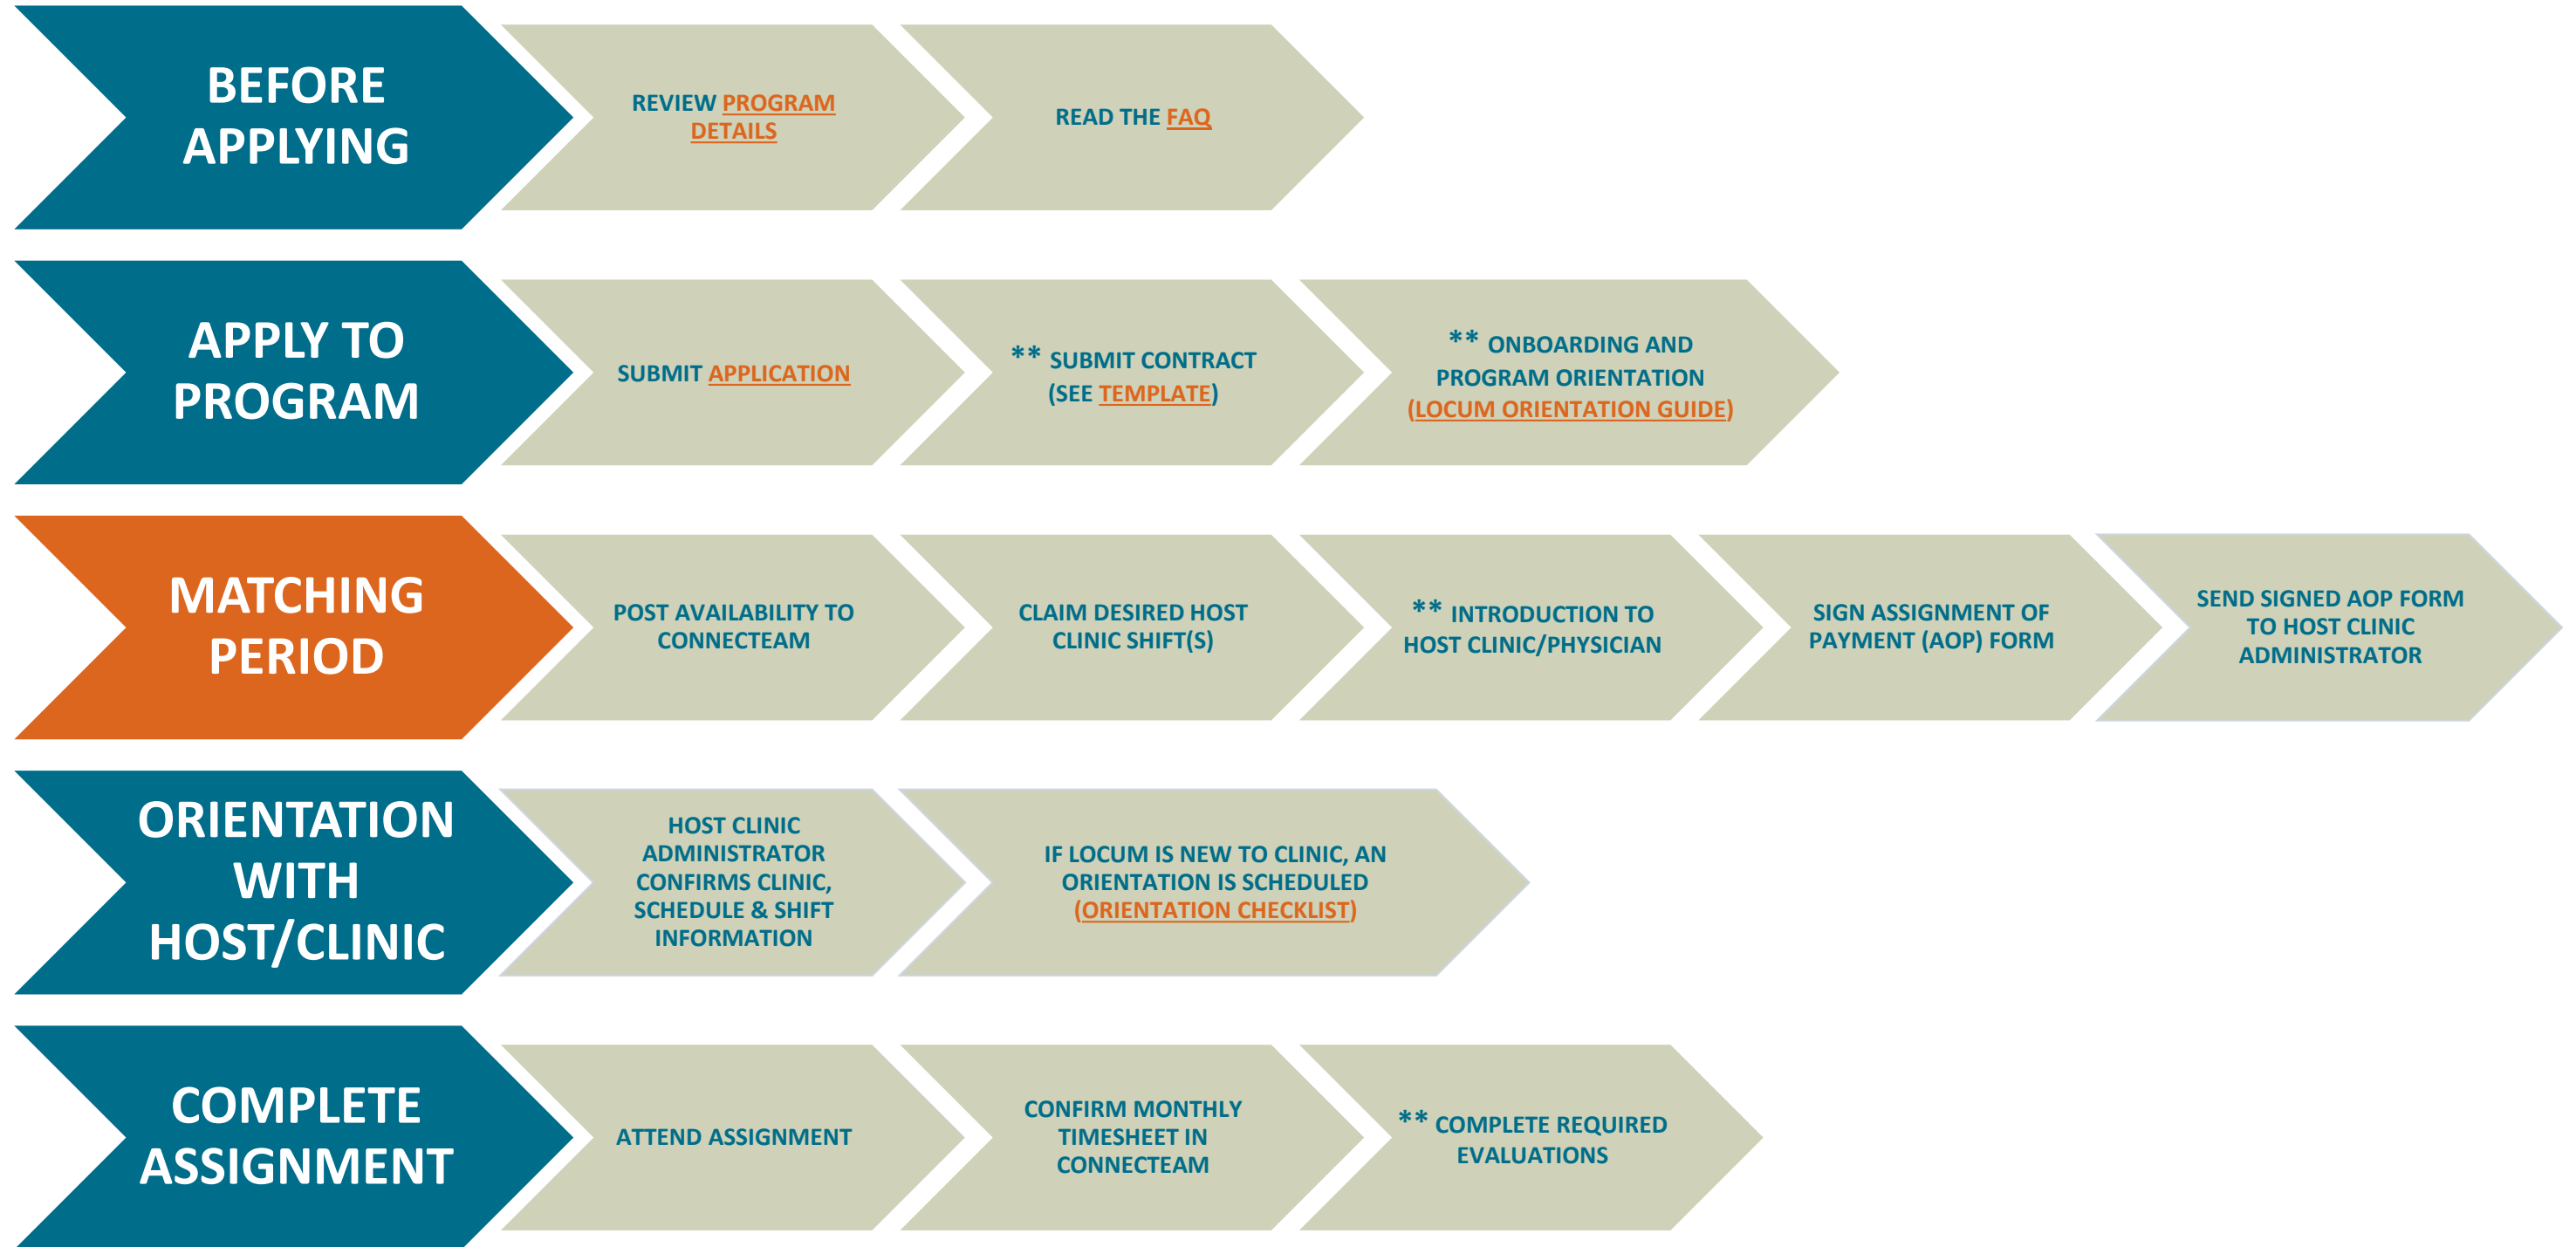 BEFORE
APPLYING
REVIEW PROGRAM
DETAILS
READ THE FAQ
APPLY TO
PROGRAM
SUBMIT APPLICATION
** SUBMIT CONTRACT
(SEE TEMPLATE)
** ONBOARDING AND
PROGRAM ORIENTATION
(LOCUM ORIENTATION GUIDE)
MATCHING
PERIOD
POST AVAILABILITY TO
CONNECTEAM
CLAIM DESIRED HOST
CLINIC SHIFT(S)
** INTRODUCTION TO
HOST CLINIC/PHYSICIAN
SIGN ASSIGNMENT OF
PAYMENT (AOP) FORM
SEND SIGNED AOP FORM
TO HOST CLINIC
ADMINISTRATOR
ORIENTATION
WITH
HOST/CLINIC
HOST CLINIC
ADMINISTRATOR
CONFIRMS CLINIC,
SCHEDULE & SHIFT
INFORMATION
IF LOCUM IS NEW TO CLINIC, AN
ORIENTATION IS SCHEDULED
(ORIENTATION CHECKLIST)
COMPLETE
ASSIGNMENT
ATTEND ASSIGNMENT
CONFIRM MONTHLY
TIMESHEET IN
CONNECTEAM
** COMPLETE REQUIRED
EVALUATIONS